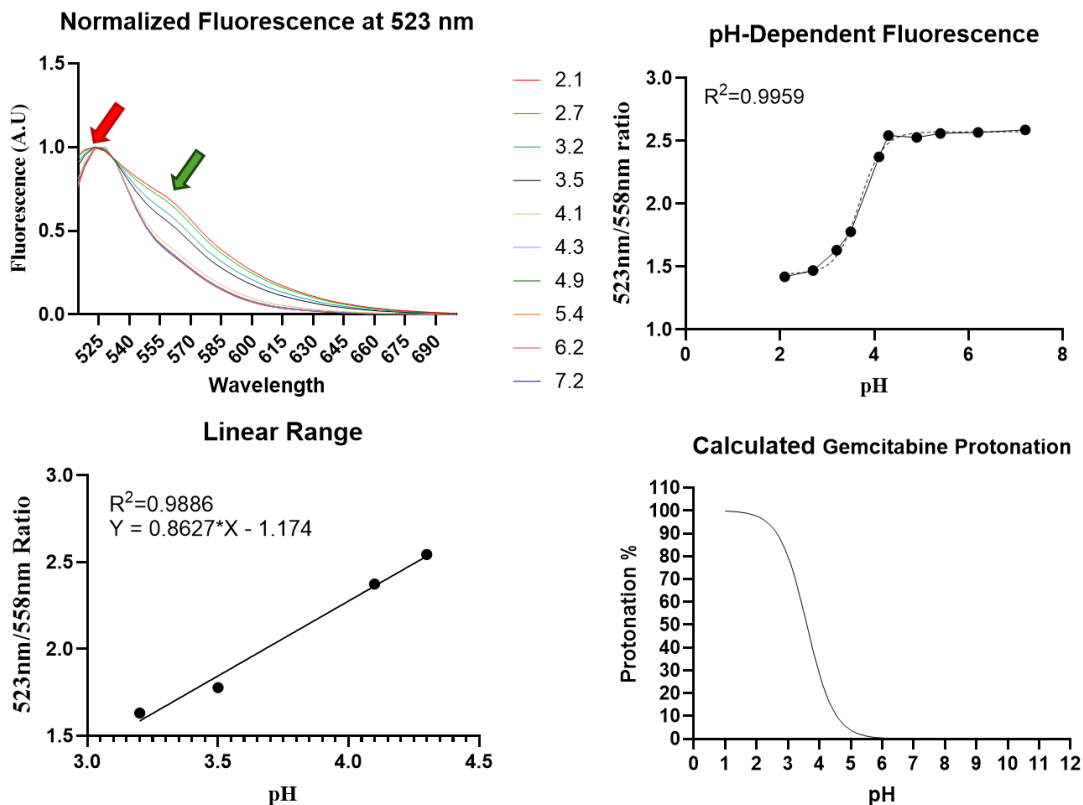 Normalized Fluorescence at 523 nm
Fluorescence (A.U)
1.5
1.0
0.5
0.0
525 540 555 570 585 600 615 630 645 660 675 690
Wavelength
2.1
2.7
3.2
3.5
4.1
4.3
4.9
5.4
6.2
7.2
pH-Dependent Fluorescence
R²=0.9959
523nm/558nm ratio
3.0
2.5
2.0
1.5
1.0
0 2 4 6 8
pH
Linear Range
R²=0.9886
Y = 0.8627*X - 1.174
523nm/558nm Ratio
3.0
2.5
2.0
1.5
3.0 3.5 4.0 4.5
pH
Calculated Gemcitabine Protonation
Protonation %
110
100
90
80
70
60
50
40
30
20
10
0
0 1 2 3 4 5 6 7 8 9 10 11 12
pH